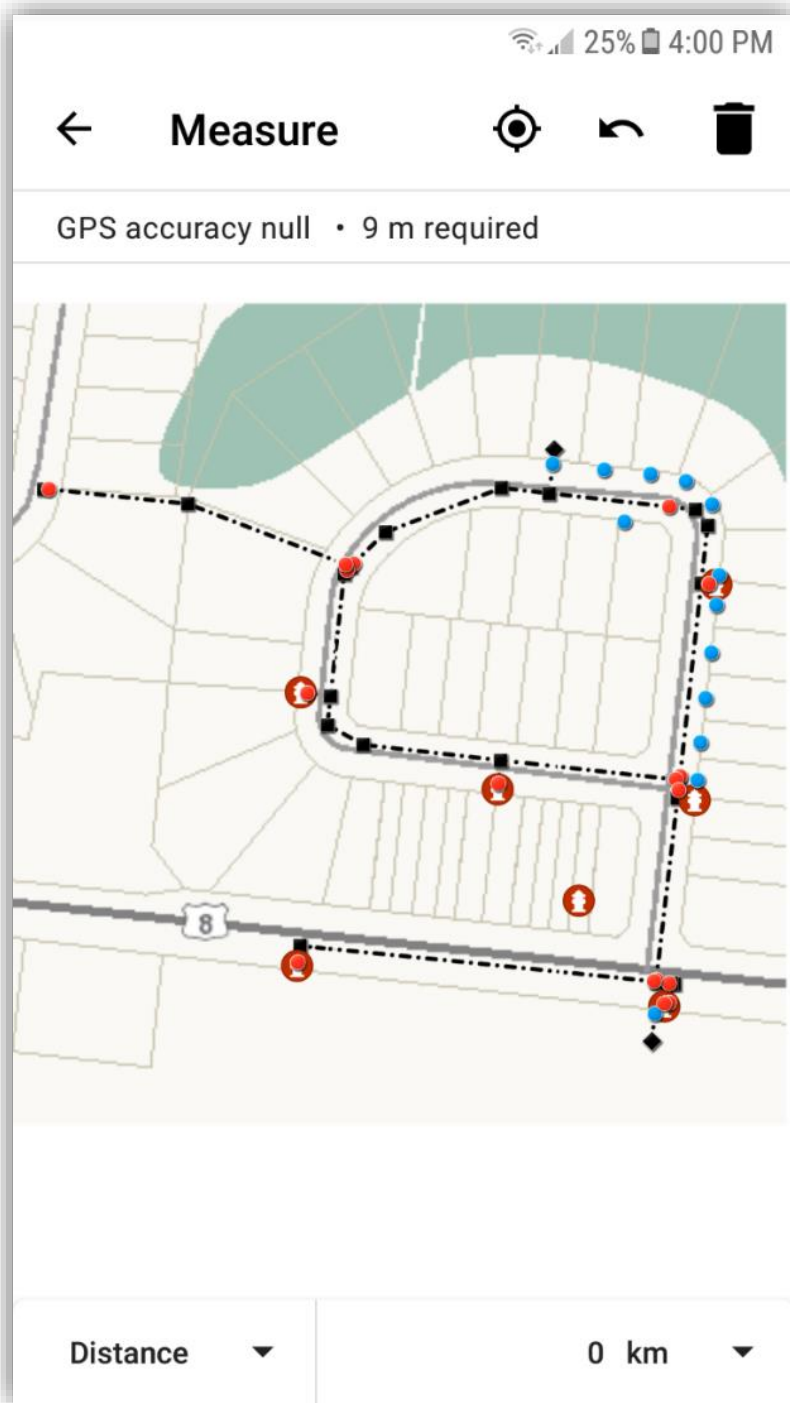 25% 4:00 PM
Measure
GPS accuracy null • 9 m required
8
Distance 0 km